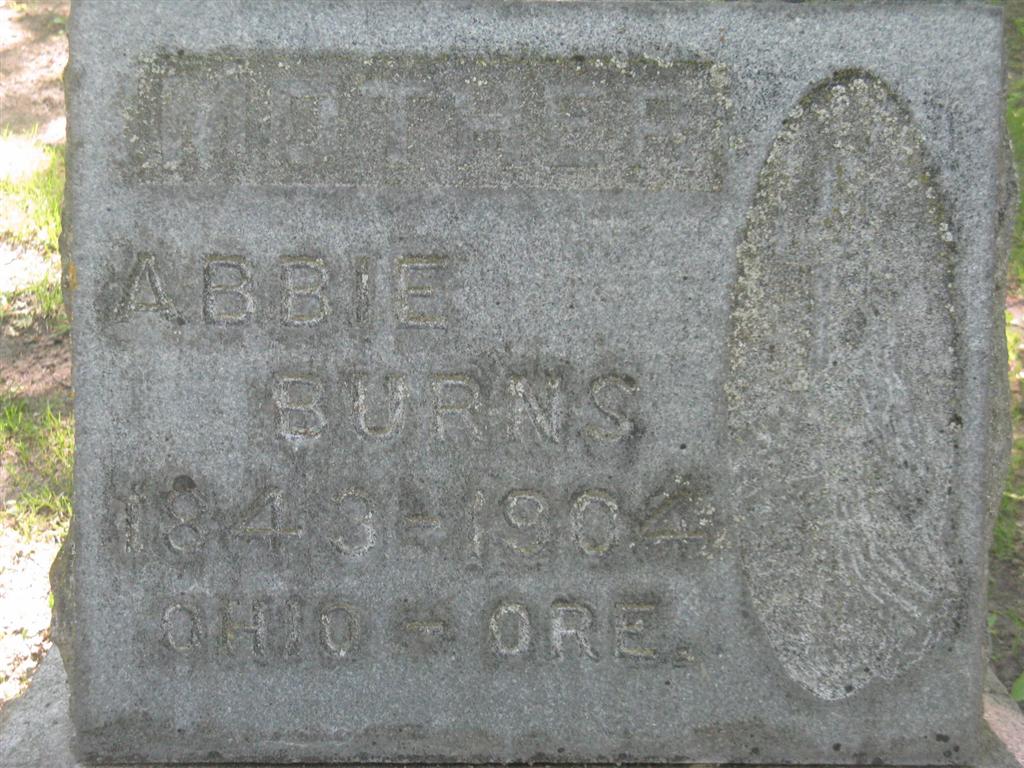 MOTHER
ABBIE
BURNS
1843-1904
OHIO - ORE.